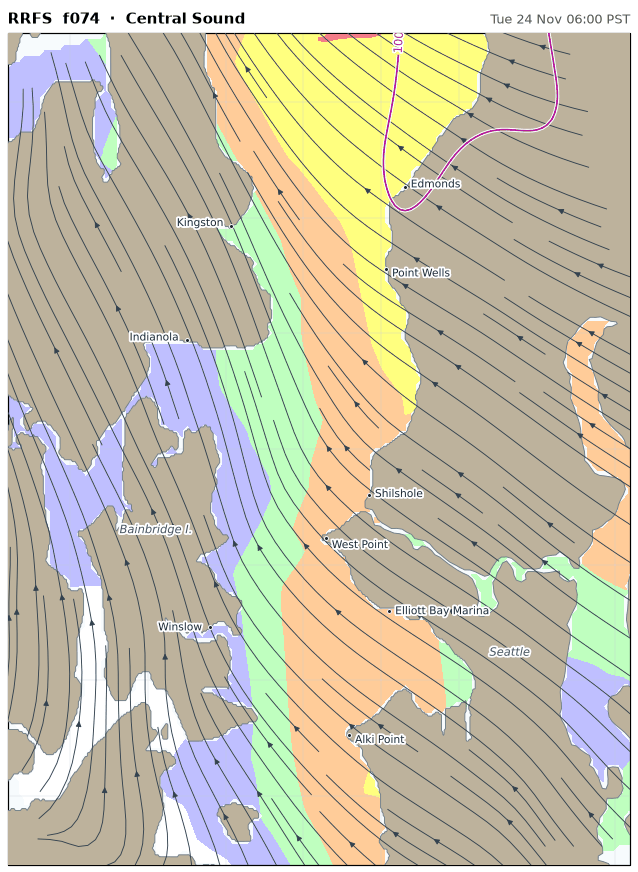 RRFS f074 · Central Sound
Tue 24 Nov 06:00 PST
100
Edmonds
Kingston
Point Wells
Indianola
Shilshole
Bainbridge I.
West Point
Elliott Bay Marina
Winslow
Seattle
Alki Point